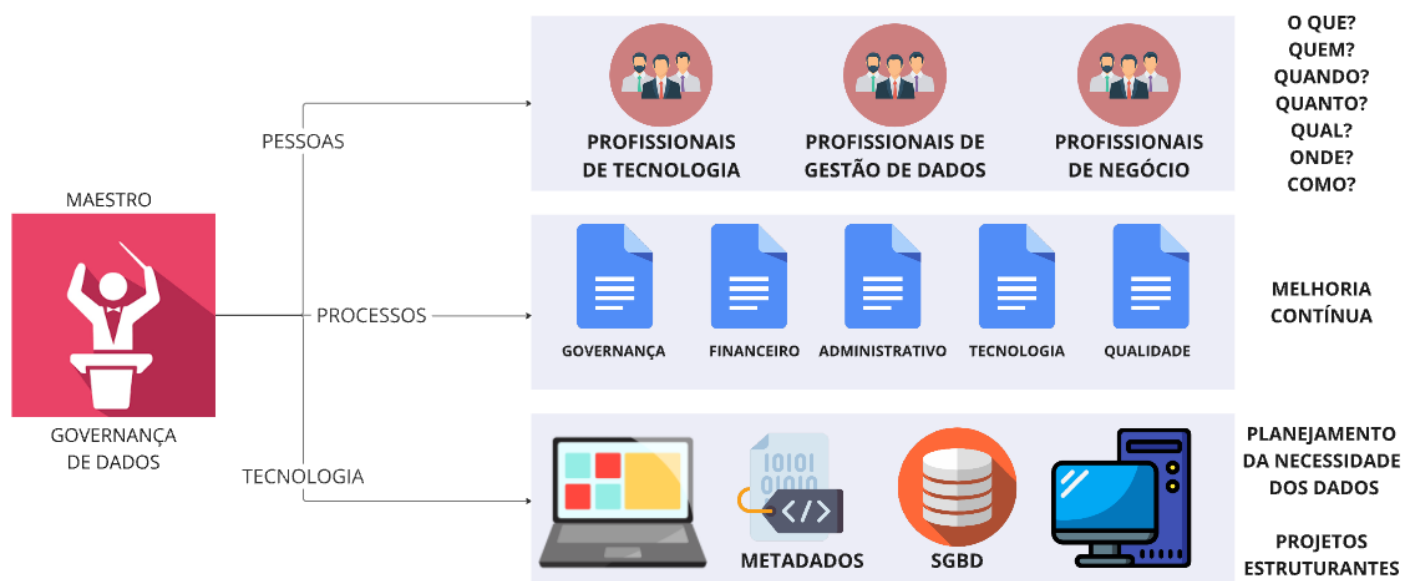 MAESTRO
GOVERNANÇA
DE DADOS
PESSOAS
PROFISSIONAIS
DE TECNOLOGIA
PROFISSIONAIS DE
GESTÃO DE DADOS
PROFISSIONAIS
DE NEGÓCIO
O QUE?
QUEM?
QUANDO?
QUANTO?
QUAL?
ONDE?
COMO?
PROCESSOS
GOVERNANÇA
FINANCEIRO
ADMINISTRATIVO
TECNOLOGIA
QUALIDADE
MELHORIA
CONTÍNUA
TECNOLOGIA
10101
01010
</>
METADADOS
SGBD
PLANEJAMENTO
DA NECESSIDADE
DOS DADOS
PROJETOS
ESTRUTURANTES